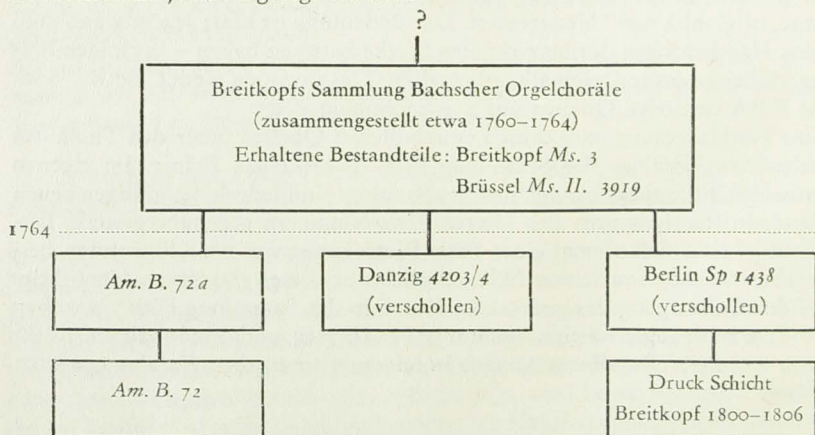 ?
Breitkopfs Sammlung Bachscher Orgelchoräle
(zusammengestellt etwa 1760–1764)
Erhaltene Bestandteile: Breitkopf Ms. 3
Brüssel Ms. II. 3919
1764
Am. B. 72a
Danzig 4203/4
(verschollen)
Berlin Sp 1438
(verschollen)
Am. B. 72
Druck Schicht
Breitkopf 1800–1806